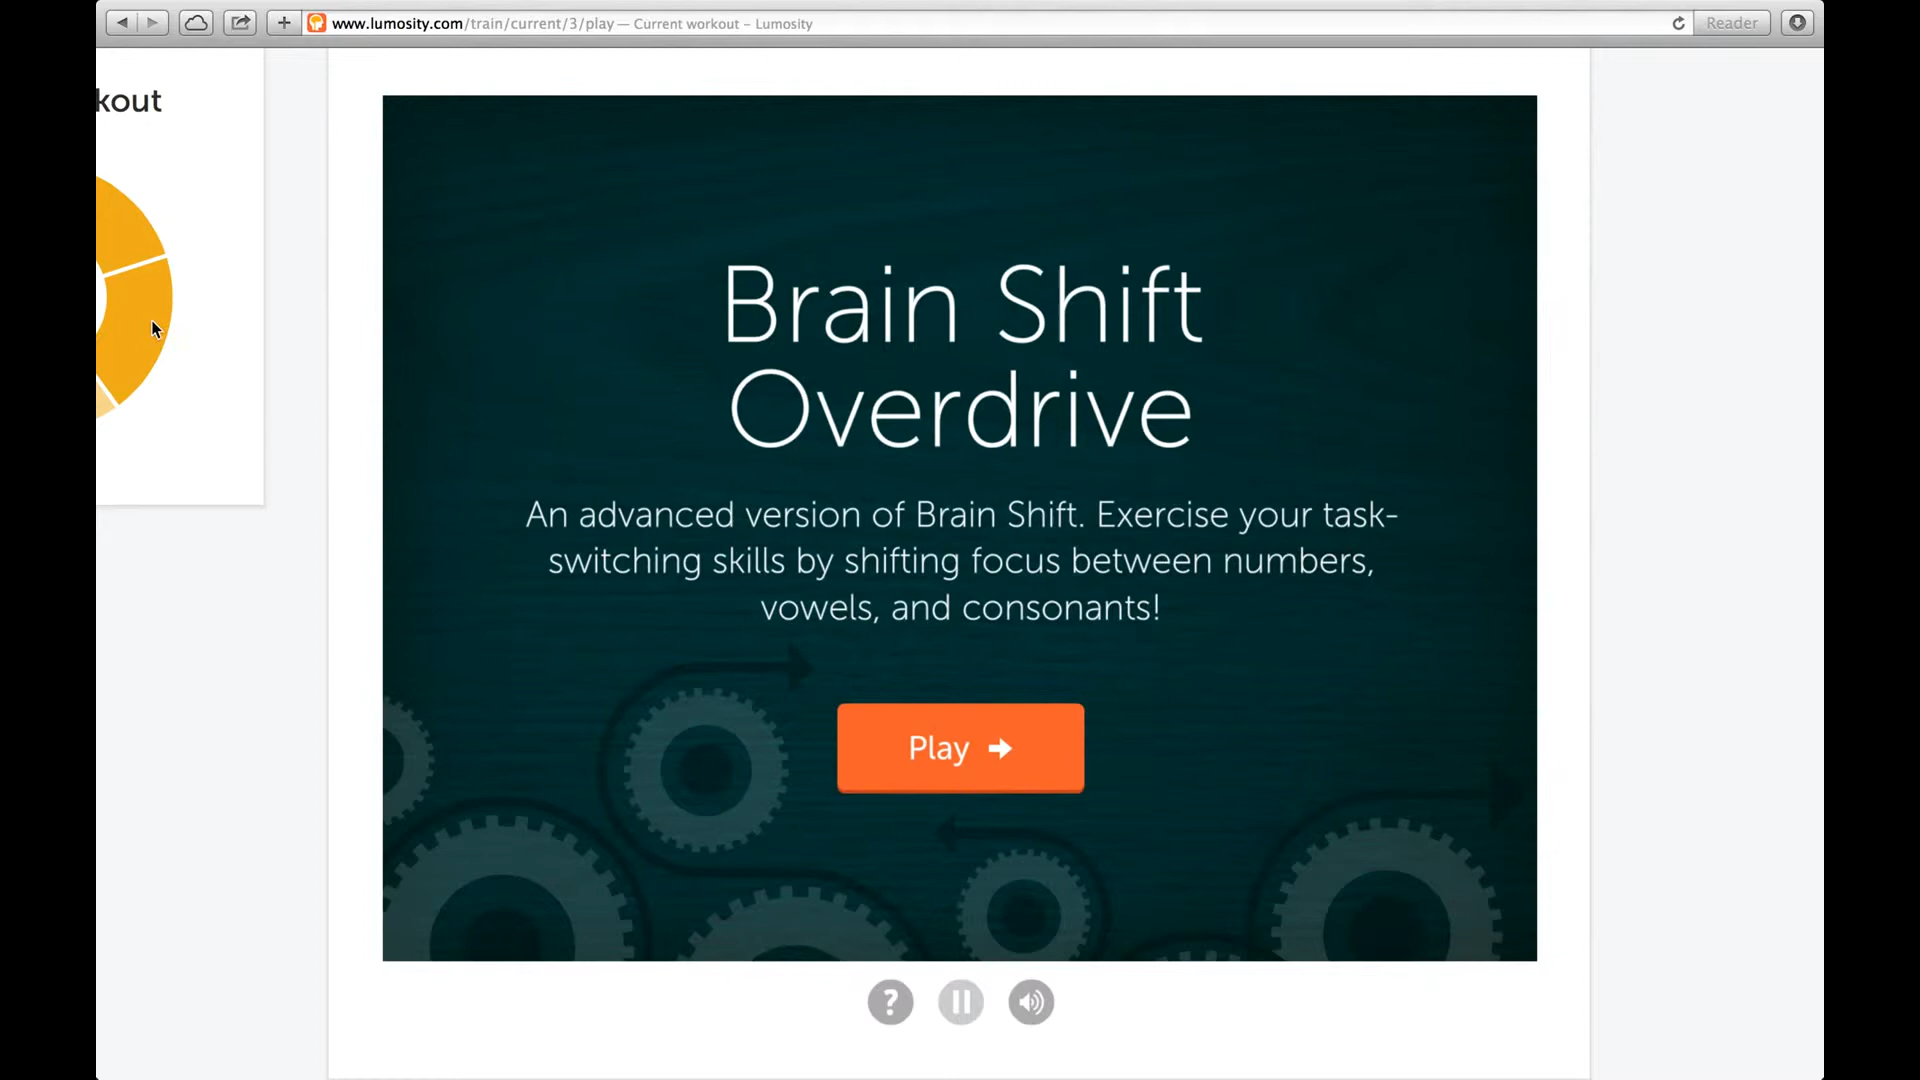 www.lumosity.com/train/current/3/play — Current workout – Lumosity
Reader
kout
Brain Shift
Overdrive
An advanced version of Brain Shift. Exercise your task-
switching skills by shifting focus between numbers,
vowels, and consonants!
Play
?